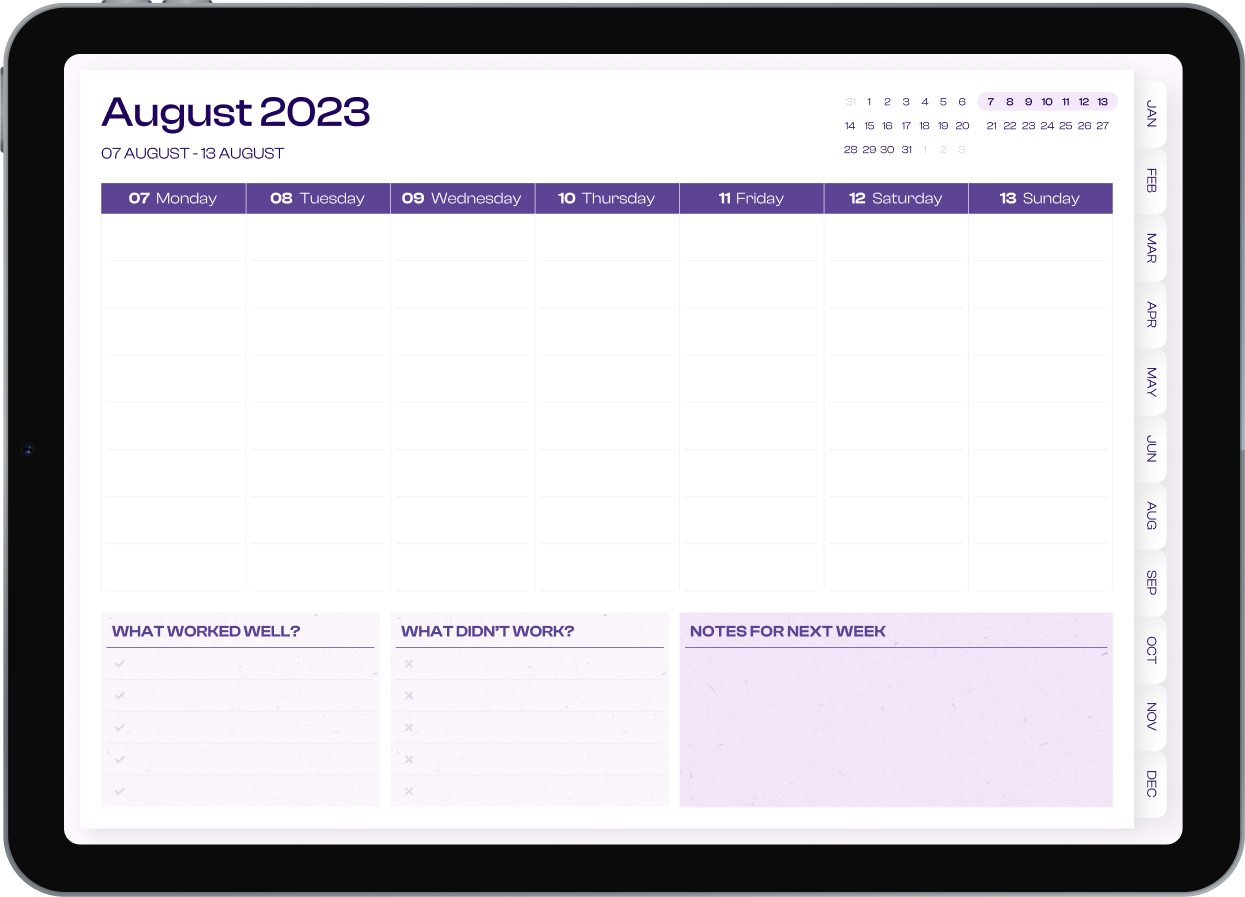 August 2023
07 AUGUST - 13 AUGUST
31 1 2 3 4 5 6 7 8 9 10 11 12 13
14 15 16 17 18 19 20 21 22 23 24 25 26 27
28 29 30 31 1 2 3
07 Monday 08 Tuesday 09 Wednesday 10 Thursday 11 Friday 12 Saturday 13 Sunday
WHAT WORKED WELL?
WHAT DIDN'T WORK?
NOTES FOR NEXT WEEK
JAN
FEB
MAR
APR
MAY
JUN
AUG
SEP
OCT
NOV
DEC